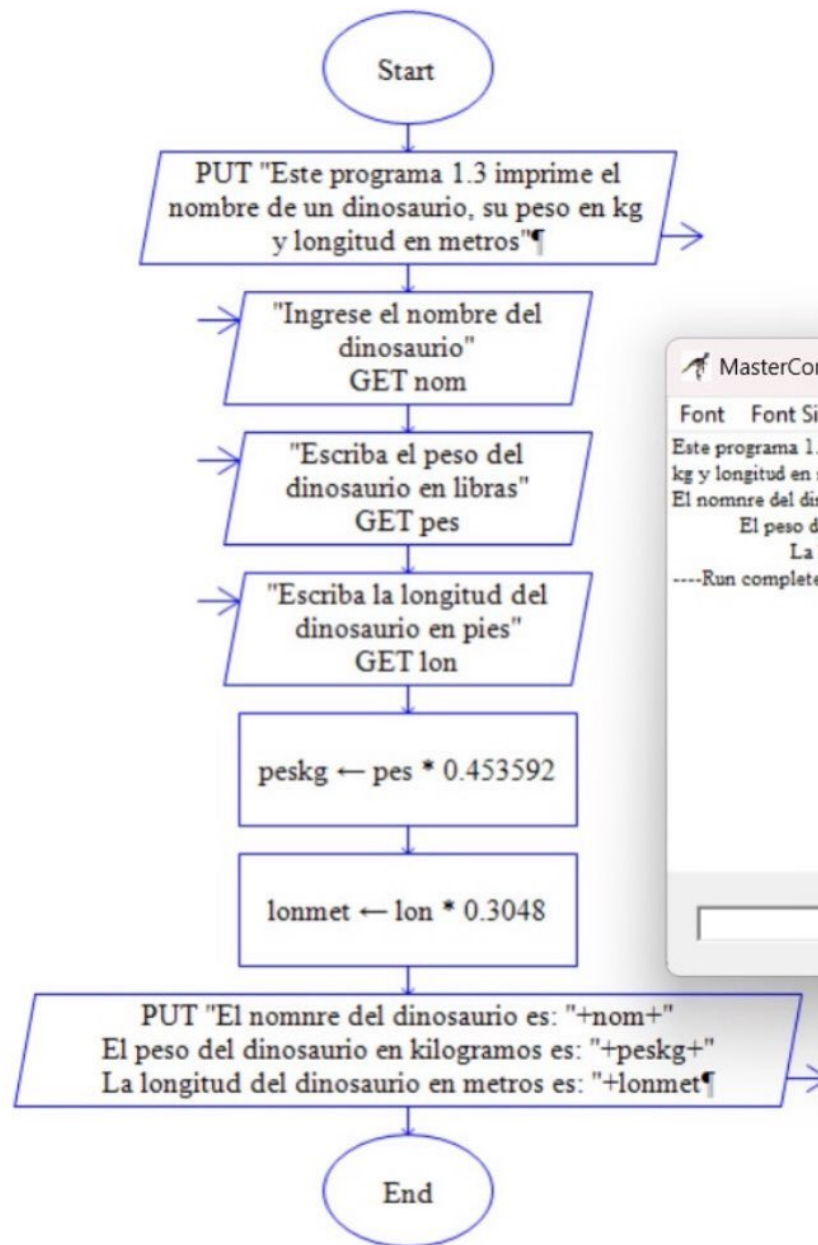 Start
PUT "Este programa 1.3 imprime el
nombre de un dinosaurio, su peso en kg
y longitud en metros"¶
"Ingrese el nombre del
dinosaurio"
GET nom
"Escriba el peso del
dinosaurio en libras"
GET pes
"Escriba la longitud del
dinosaurio en pies"
GET lon
peskg ← pes * 0.453592
lonmet ← lon * 0.3048
PUT "El nomnre del dinosaurio es: "+nom+"
El peso del dinosaurio en kilogramos es: "+peskg+"
La longitud del dinosaurio en metros es: "+lonmet¶
End
Font Font
Este programa 1.
kg y longitud en
El nomnre del
El peso
La
----Run